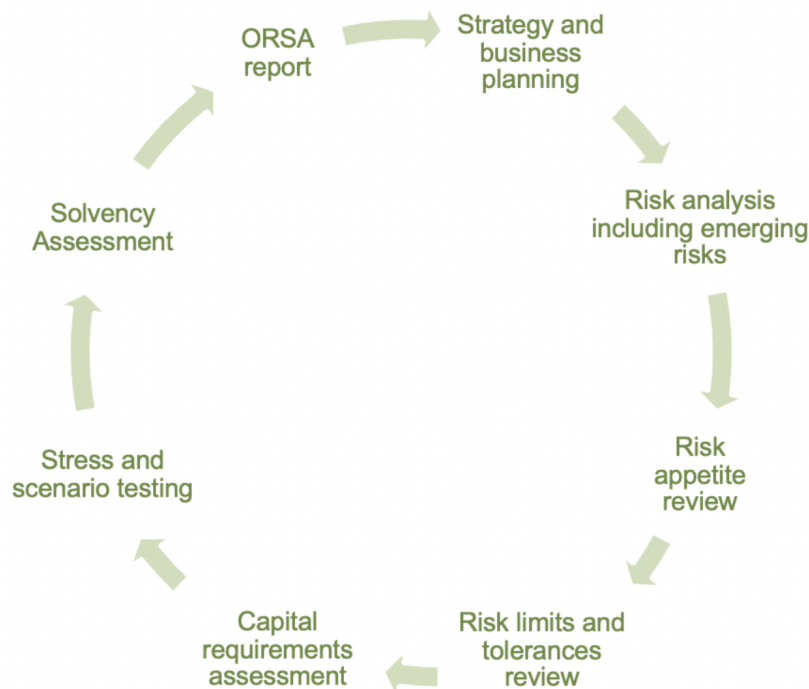 ORSA
report
Strategy and
business
planning
Risk analysis
including emerging
risks
Risk
appetite
review
Risk limits and
tolerances
review
Capital
requirements
assessment
Stress and
scenario testing
Solvency
Assessment